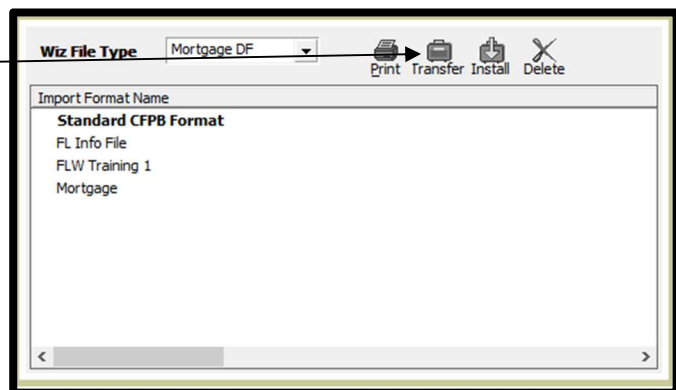 Wiz File Type Mortgage DF
Print Transfer Install Delete
Import Format Name
Standard CFPB Format
FL Info File
FLW Training 1
Mortgage